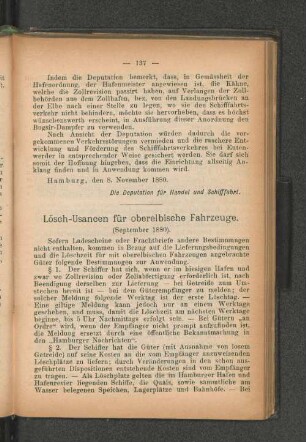 — 137 —
Indem die Deputation bemerkt, dass, in Gemässheit der
Hafenordnung, der Hafenmeister angewiesen ist, die Kähne,
welche die Zollrevision passirt haben, auf Verlangen der Zoll-
behörden aus dem Zollhafen, bez. von den Landungsbrücken an
der Elbe nach einer Stelle zu legen, wo sie den Schifffahrts-
verkehr nicht behindern, möchte sie hervorheben, dass es höchst
wünschenswerth erscheint, in Ausführung dieser Anordnung den
Bugsir-Dampfer zu verwenden.
Nach Ansicht der Deputation würden dadurch die vorge-
kommenen Verkehrsstörungen vermieden und die raschere Entw-
wicklung und Förderung des Schiffahrtsverkehrs bei Entenwärder
in entsprechender Weise gesichert werden. Sie darf sich somit
der Hoffnung hingeben, dass die Einrichtung allseitig An-
klang finden und in Anwendung kommen wird.
Hamburg, den 8. November 1880.
Die Deputation für Handel und Schifffahrt.
Lösch-Usancen für oberelbische Fahrzeuge.
(September 1880).
Sofern Ladescheine oder Frachtbriefe andere Bestimmungen
nicht enthalten, kommen in Bezug auf die Lieferungsbedingungen
und die Löschzeit für mit oberelbischen Fahrzeugen angebrachte
Güter folgende Bestimmungen zur Anwendung.
§ 1. Der Schiffer hat sich, wenn er im hiesigen Hafen und
zwar wo Zollrevision oder Zollabfertigung erforderlich ist, nach
Beendigung derselben zur Lieferung — bei Getreide zum Um-
überschlagen bereit — bei dem Güterempfänger zu melden; der
solcher Meldung folgende Werktag ist der erste Löschtag. —
Eine giltige Meldung kann jedoch nur an einem Werktage
geschehen, und muss, damit der nächste Werktag als Löschtag
beginne, bis 5 Uhr Nachmittags erfolgt sein. — Bei Gütern „an
Ordre“ wird, wenn der Empfänger nicht prompt aufzufinden ist,
die Meldung ersetzt durch eine öffentliche Bekanntmachung in
den „Hamburger Nachrichten“.
§ 2. Der Schiffer hat die Güter (mit Ausnahme von losem
Getreide) auf seine Kosten an die vom Empfänger anzuweisenden
Löschplätze zu liefern; durch Veränderungen in den schon aus-
geführten Dispositionen entstehende Kosten sind vom Empfänger
zu tragen. — Als Löschplätze gelten die im Hamburger Hafen und
Hafenrevier liegenden Schiffe, die Quais, sowie sämmtliche am
Wasser belegenen Speicher, Lagerplätze und Bahnhöfe. — Bei